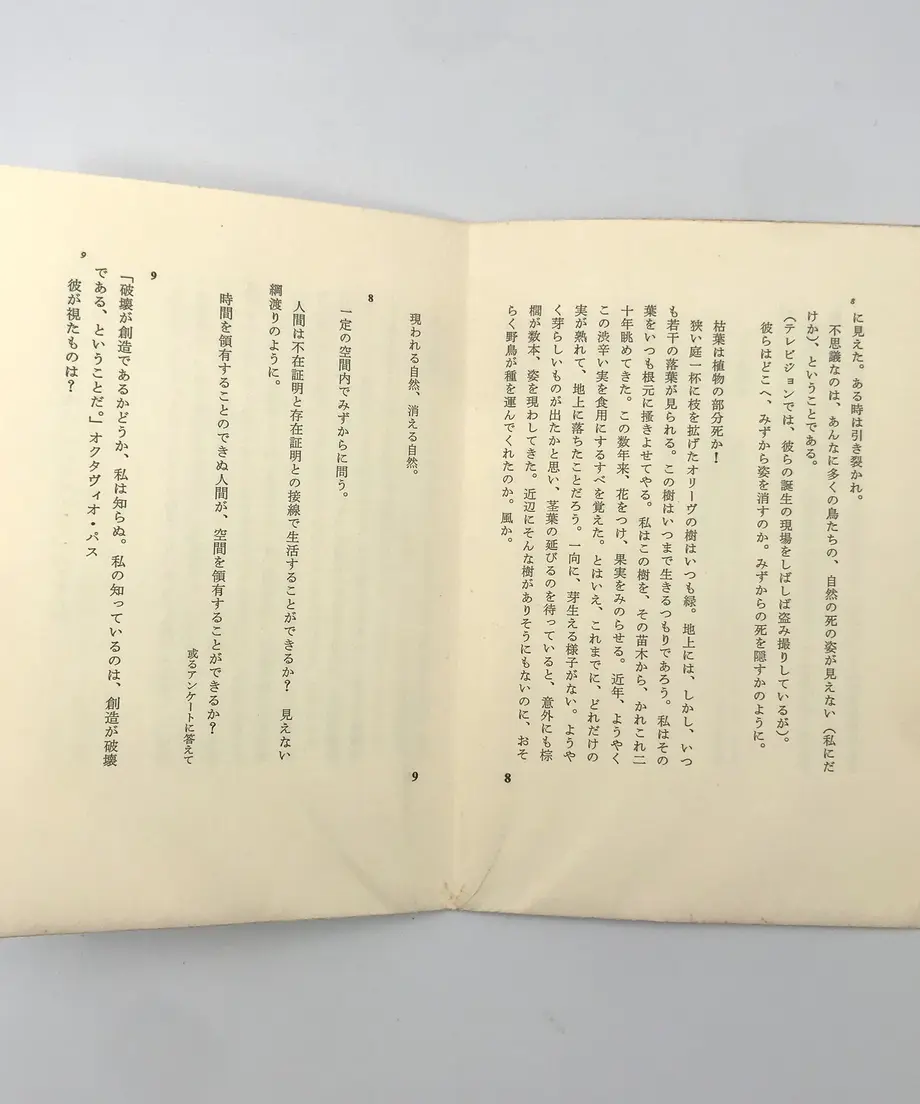 8に見えた。ある時は引き裂かれ。
不思議なのは、あんなに多くの鳥たちの、自然の死の姿が見えない（私にだ
けか）、ということである。
（テレビジョンでは、彼らの誕生の現場をしばしば盗み撮りしているが）。
彼らはどこへ、みずから姿を消すのか。みずからの死を隠すかのように。
枯葉は植物の部分死か！
狭い庭一杯に枝を拡げたオリーヴの樹はいつも緑。地上には、しかし、いつ
も若干の落葉が見られる。この樹はいつまで生きるつもりであろう。私はその
葉をいつも根元に掻きよせてやる。私はこの樹を、その苗木から、かれこれ二
十年眺めてきた。この数年来、花をつけ、果実をみのらせる。近年、ようやく
この渋辛い実を食用にするすべを覚えた。とはいえ、これまでに、どれだけの
実が熟れて、地上に落ちたことだろう。一向に、芽生える様子がない。ようや
く芽らしいものが出たかと思い、茎葉の延びるのを待っていると、意外にも棕
櫚が数本、姿を現わしてきた。近辺にそんな樹がありそうにもないのに、おそ
らく野鳥が種を運んでくれたのか。風か。
8
現われる自然、消える自然。
8
一定の空間内でみずからに問う。
人間は不在証明と存在証明との接線で生活することができるか？　見えない
綱渡りのように。
時間を領有することのできぬ人間が、空間を領有することができるか？
或るアンケートに答えて
9
「破壊が創造であるかどうか、私は知らぬ。私の知っているのは、創造が破壊
である、ということだ。」オクタヴィオ・パス
9彼が視たものは？
9